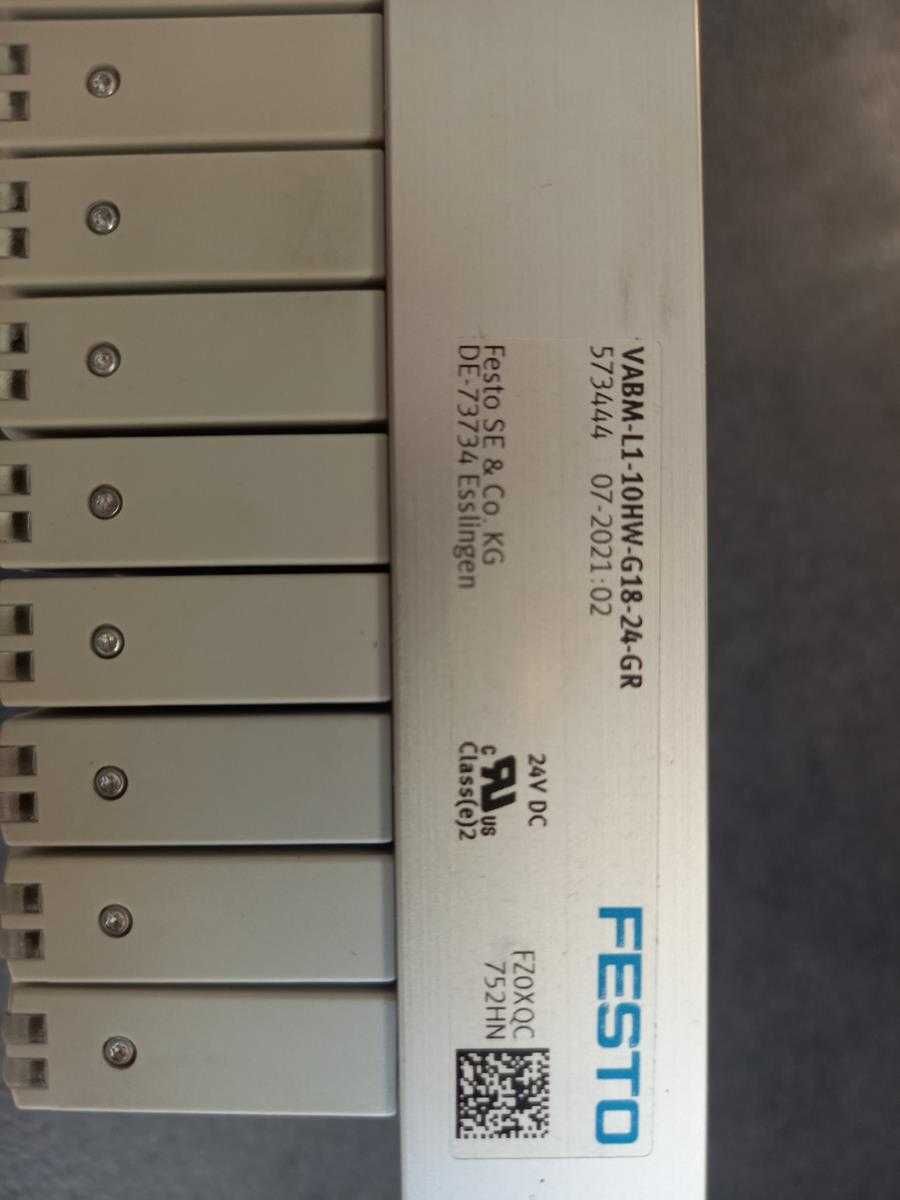 VABM-L1-10HW-G18-24-GR
573444 07-2021:02
FESTO
24V DC
c RU US
Class(e)2
Festo SE & Co. KG
DE-73734 Esslingen
FZ0XQC
752HN